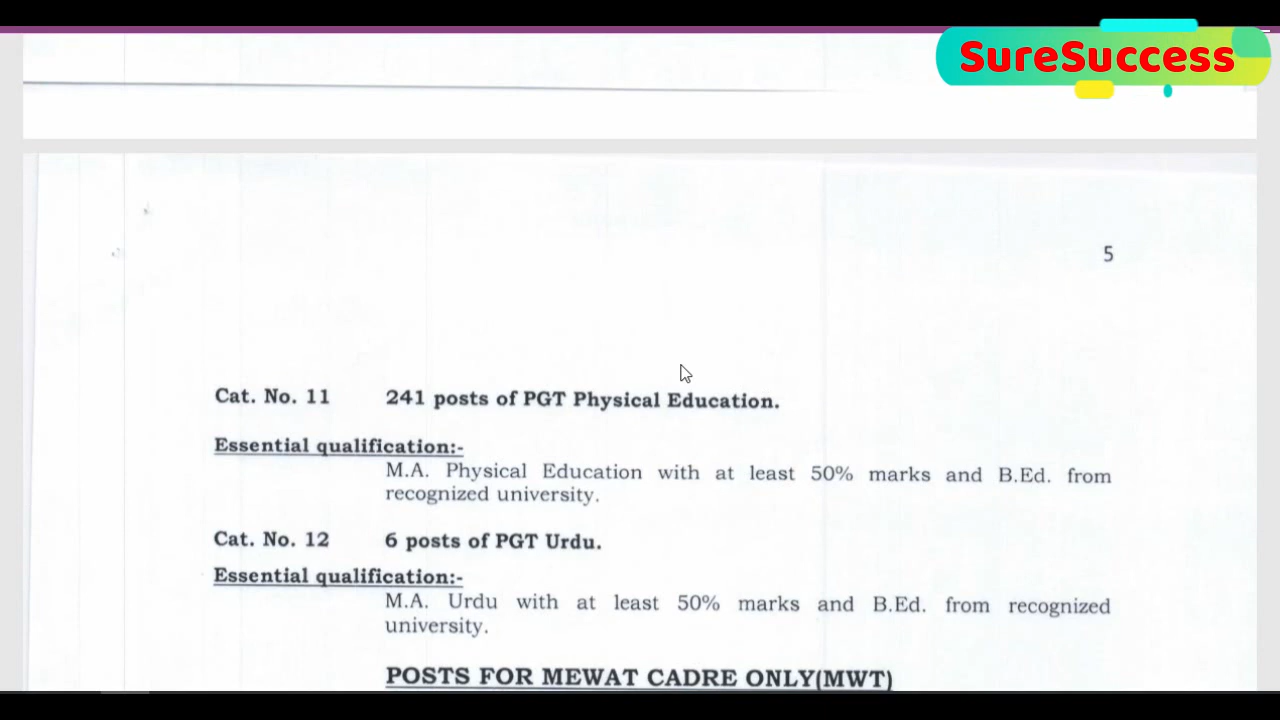 SureSuccess
5
Cat. No. 11 241 posts of PGT Physical Education.
Essential qualification:-
M.A. Physical Education with at least 50% marks and B.Ed. from
recognized university.
Cat. No. 12 6 posts of PGT Urdu.
Essential qualification:-
M.A. Urdu with at least 50% marks and B.Ed. from recognized
university.
POSTS FOR MEWAT CADRE ONLY(MWT)